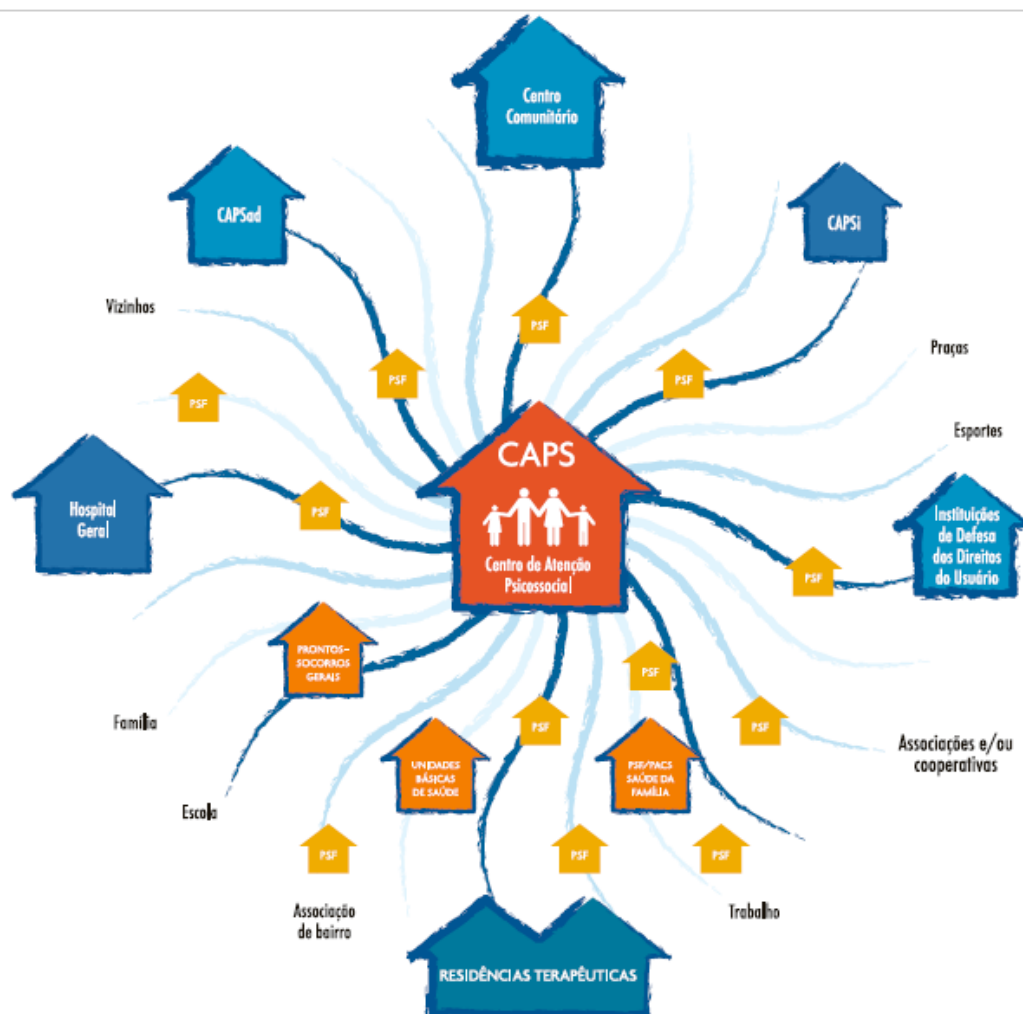 Centro
Comunitário
CAPSad
CAPSi
Vizinhos
PSF
PSF
PSF
Praças
PSF
CAPS
Esportes
Centro de Atenção
Psicossocial
Hospital
Geral
PSF
Instituições
de Defesa
dos Direitos
do Usuário
PSF
PRONTOS-
SOCORROS
GERAIS
PSF
Família
PSF
PSF
Associações e/ou
cooperativas
UNIDADES
BÁSICAS
DE SAÚDE
PSF/PACS
SAÚDE DA
FAMÍLIA
Escola
PSF
PSF
PSF
Associação
de bairro
Trabalho
RESIDÊNCIAS TERAPÊUTICAS